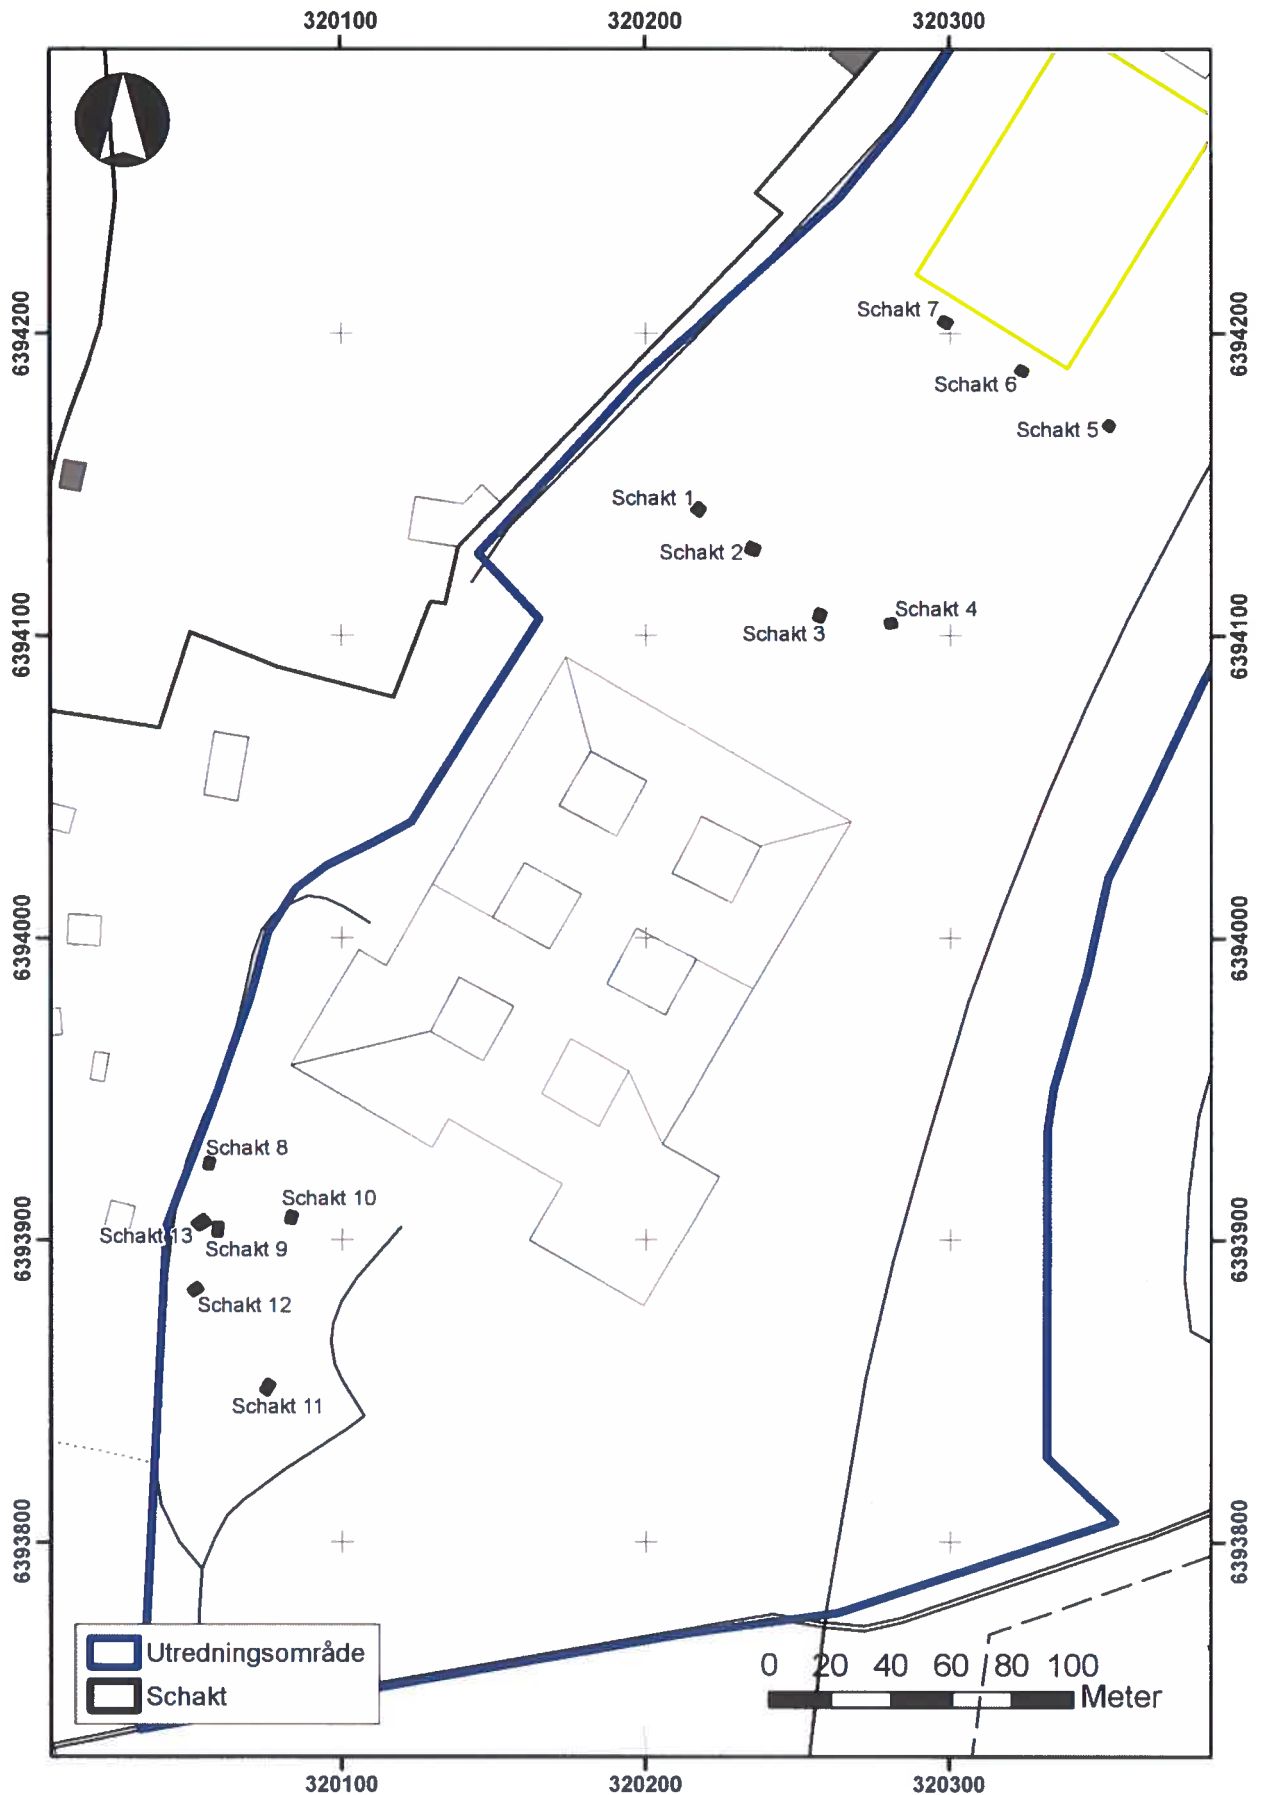 320100 320200 320300
Schakt 7
6394200 6394200
Schakt 6
Schakt 5
Schakt 1
Schakt 2
Schakt 4
Schakt 3
6394100 6394100
6394000 6394000
Schakt 8
Schakt 10
Schakt 13
Schakt 9
6393900 6393900
Schakt 12
Schakt 11
6393800 6393800
Utredningsområde
Schakt
0 20 40 60 80 100
Meter
320100 320200 320300